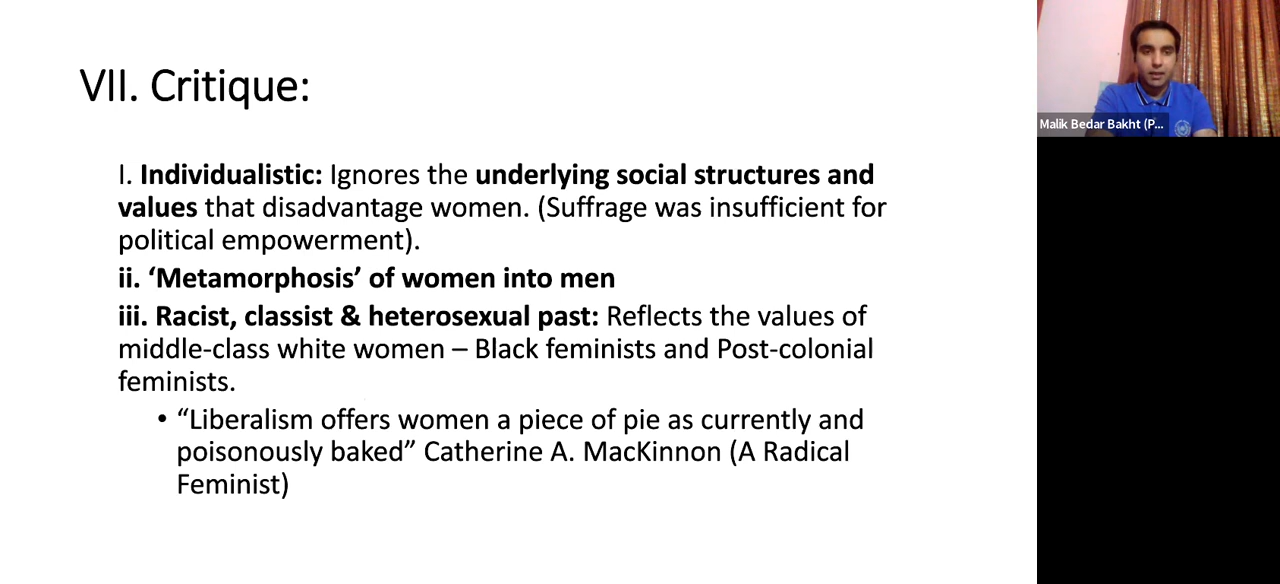 VII. Critique:
I. Individualistic: Ignores the underlying social structures and
values that disadvantage women. (Suffrage was insufficient for
political empowerment).
ii. ‘Metamorphosis’ of women into men
iii. Racist, classist & heterosexual past: Reflects the values of
middle-class white women – Black feminists and Post-colonial
feminists.
• “Liberalism offers women a piece of pie as currently and
poisonously baked” Catherine A. MacKinnon (A Radical
Feminist)
Malik Bedar Bakht (P...